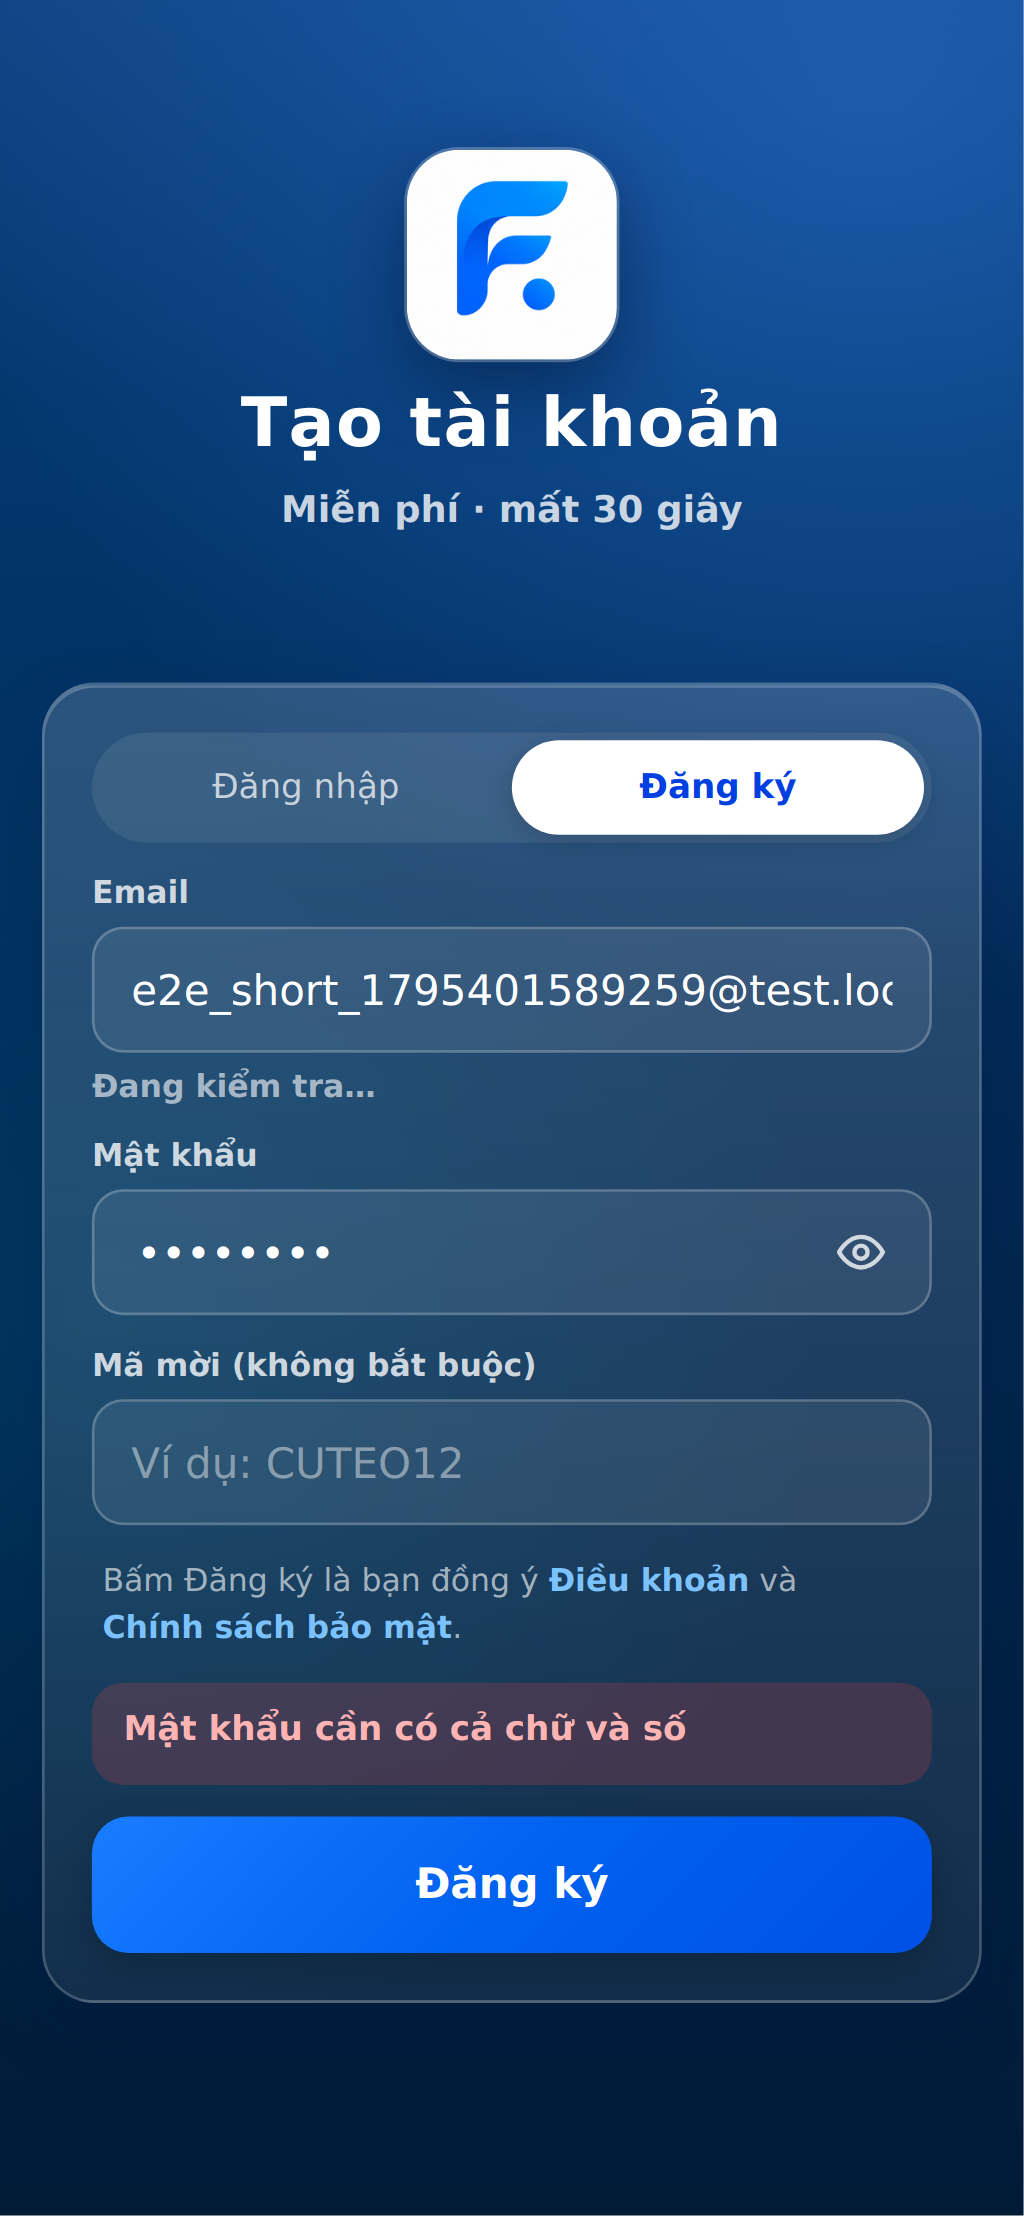 Tạo tài khoản
Miễn phí · mất 30 giây
Đăng nhập
Đăng ký
Email
e2e_short_1795401589259@test.loc
Đang kiểm tra…
Mật khẩu
••••••••
Mã mời (không bắt buộc)
Ví dụ: CUTEO12
Bấm Đăng ký là bạn đồng ý Điều khoản và
Chính sách bảo mật.
Mật khẩu cần có cả chữ và số
Đăng ký